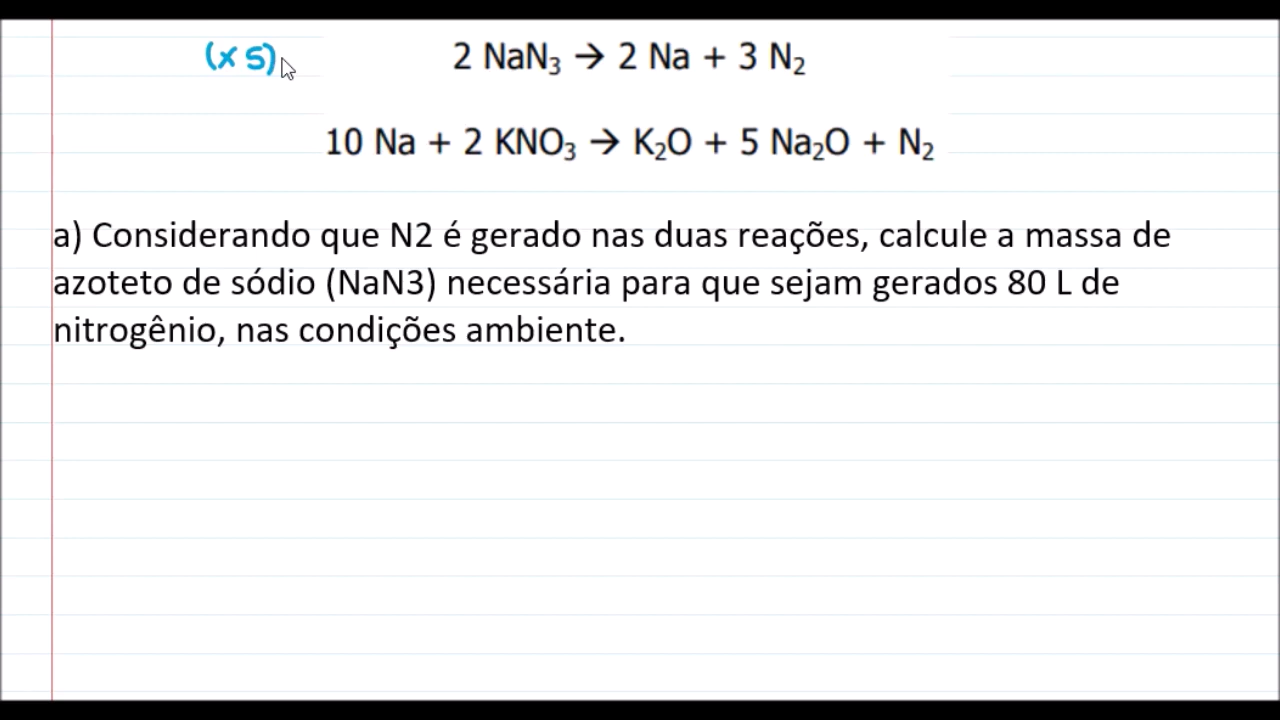 (x 5) 2 NaN₃ → 2 Na + 3 N₂
10 Na + 2 KNO₃ → K₂O + 5 Na₂O + N₂
a) Considerando que N2 é gerado nas duas reações, calcule a massa de
azoteto de sódio (NaN3) necessária para que sejam gerados 80 L de
nitrogênio, nas condições ambiente.